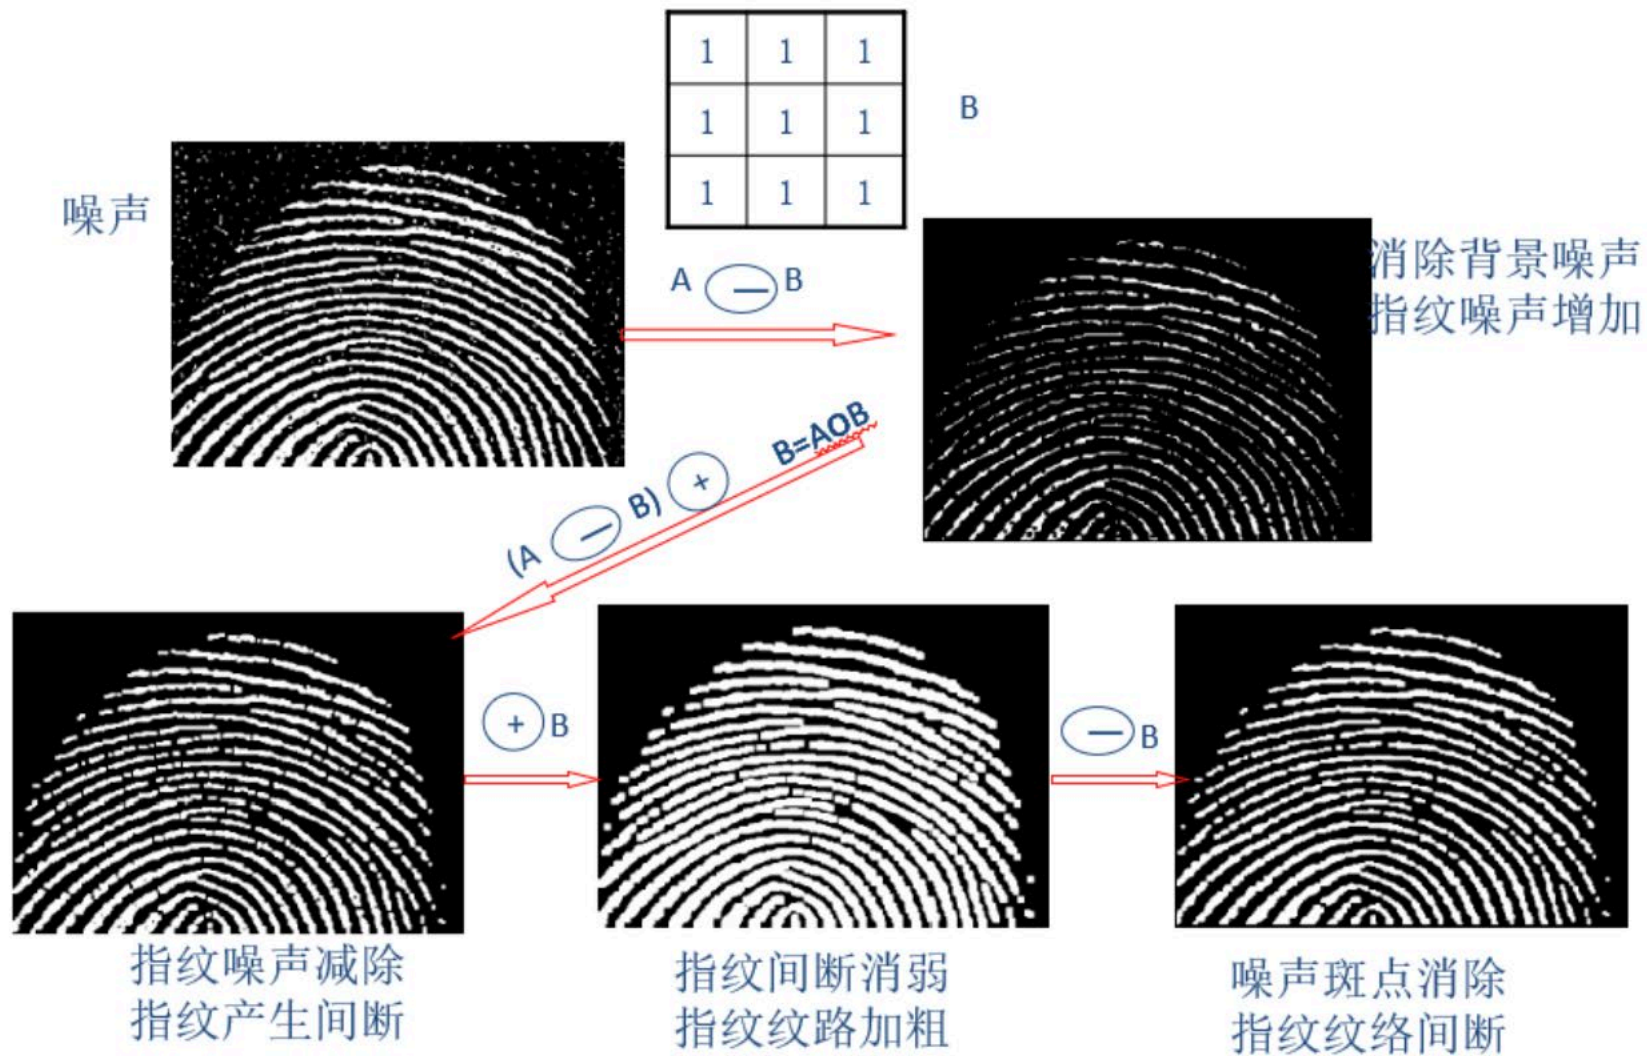 1 1 1
1 1 1
1 1 1
B
噪声
A ⊖ B
消除背景噪声
指纹噪声增加
(A ⊖ B) ⊕ B=AOB
⊕ B
⊖ B
指纹噪声减除
指纹产生间断
指纹间断消弱
指纹纹路加粗
噪声斑点消除
指纹纹络间断